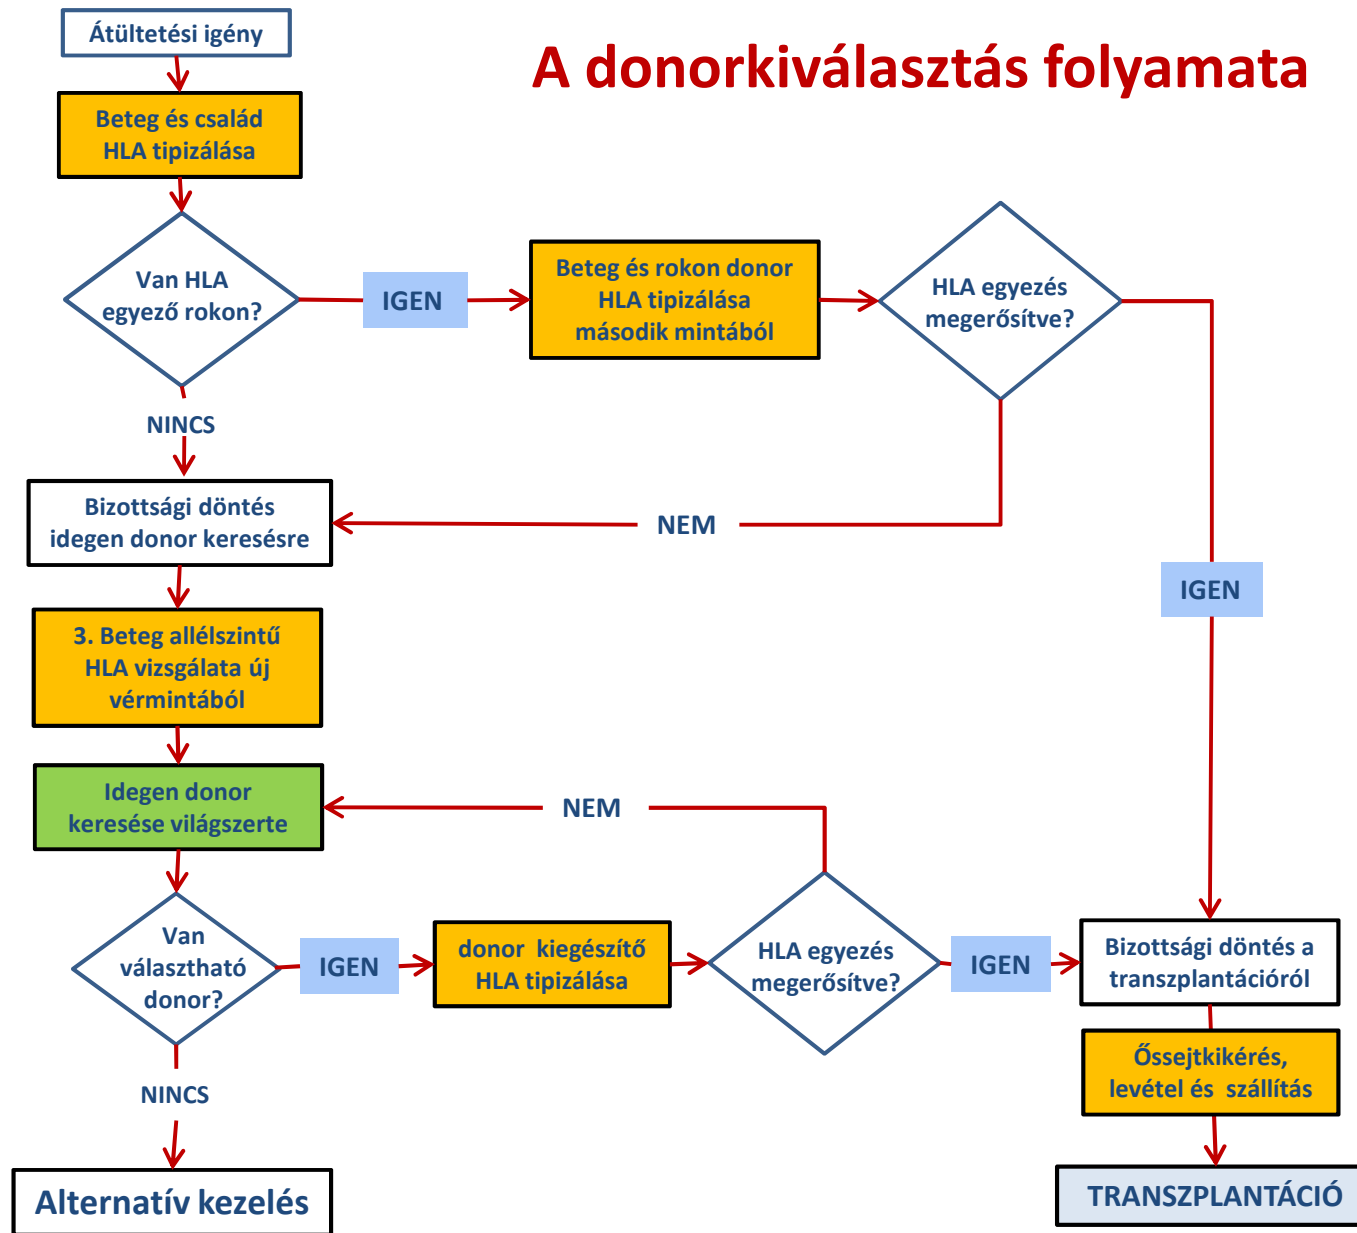 Átültetési igény
A donorkiválasztás folyamata
Beteg és család
HLA tipizálása
Van HLA
egyező rokon?
IGEN
Beteg és rokon donor
HLA tipizálása
második mintából
HLA egyezés
megerősítve?
NINCS
Bizottsági döntés
idegen donor keresésre
NEM
IGEN
3. Beteg allélszintű
HLA vizsgálata új
vérmintából
Idegen donor
keresése világszerte
NEM
Van
választható
donor?
IGEN
donor kiegészítő
HLA tipizálása
HLA egyezés
megerősítve?
IGEN
Bizottsági döntés a
transzplantációról
Őssejtkikérés,
levétel és szállítás
NINCS
Alternatív kezelés
TRANSZPLANTÁCIÓ